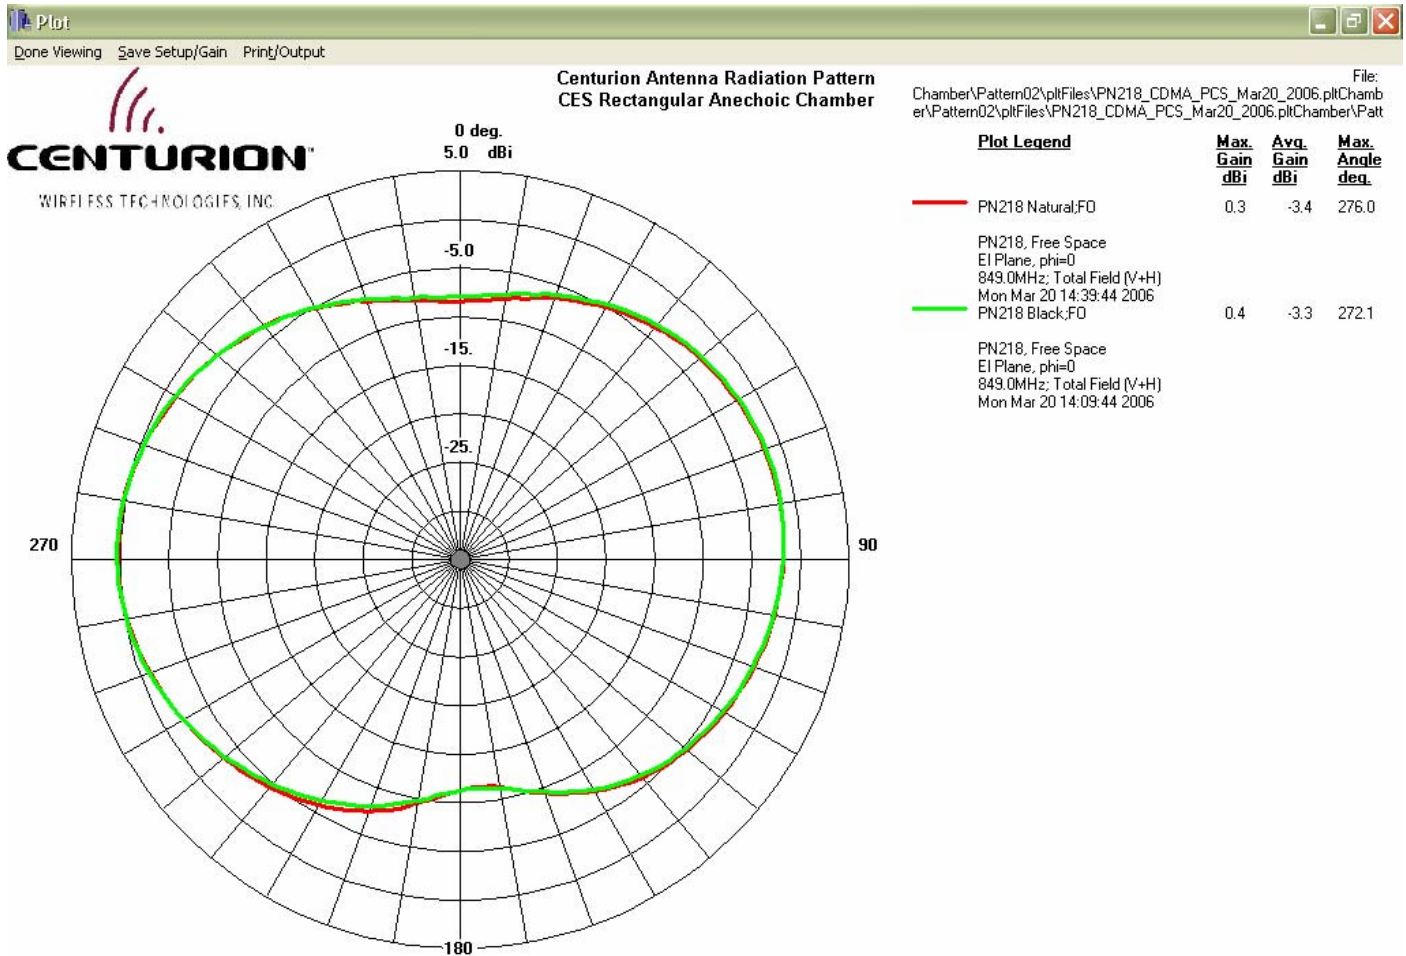 Plot
Done Viewing Save Setup/Gain Print/Output
CENTURION™
WIRELESS TECHNOLOGIES, INC.
Centurion Antenna Radiation Pattern
CES Rectangular Anechoic Chamber
File:
Chamber\Pattern02\pltFiles\PN218_CDMA_PCS_Mar20_2006.pltChamb
er\Pattern02\pltFiles\PN218_CDMA_PCS_Mar20_2006.pltChamber\Patt
0 deg.
5.0 dBi
-5.0
-15.
-25.
270
90
180
Plot Legend Max. Gain dBi Avg. Gain dBi Max. Angle deg.
PN218 Natural;FO 0.3 -3.4 276.0
PN218, Free Space
El Plane, phi=0
849.0MHz; Total Field (V+H)
Mon Mar 20 14:39:44 2006
PN218 Black;FO 0.4 -3.3 272.1
PN218, Free Space
El Plane, phi=0
849.0MHz; Total Field (V+H)
Mon Mar 20 14:09:44 2006